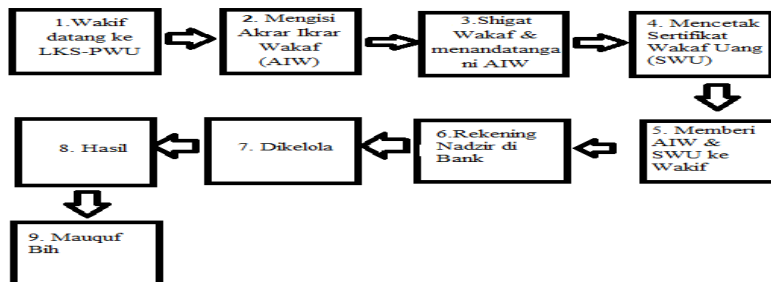 1.Wakif
datang ke
LKS-PWU
2. Mengisi
Akrar Ikrar
Wakaf
(AIW)
3.Shigat
Wakaf &
menandatanga
ni AIW
4. Mencetak
Sertifikat
Wakaf Uang
(SWU)
5. Memberi
AIW &
SWU ke
Wakif
6.Rekening
Nadzir di
Bank
7. Dikelola
8. Hasil
9. Mauquf
Bih